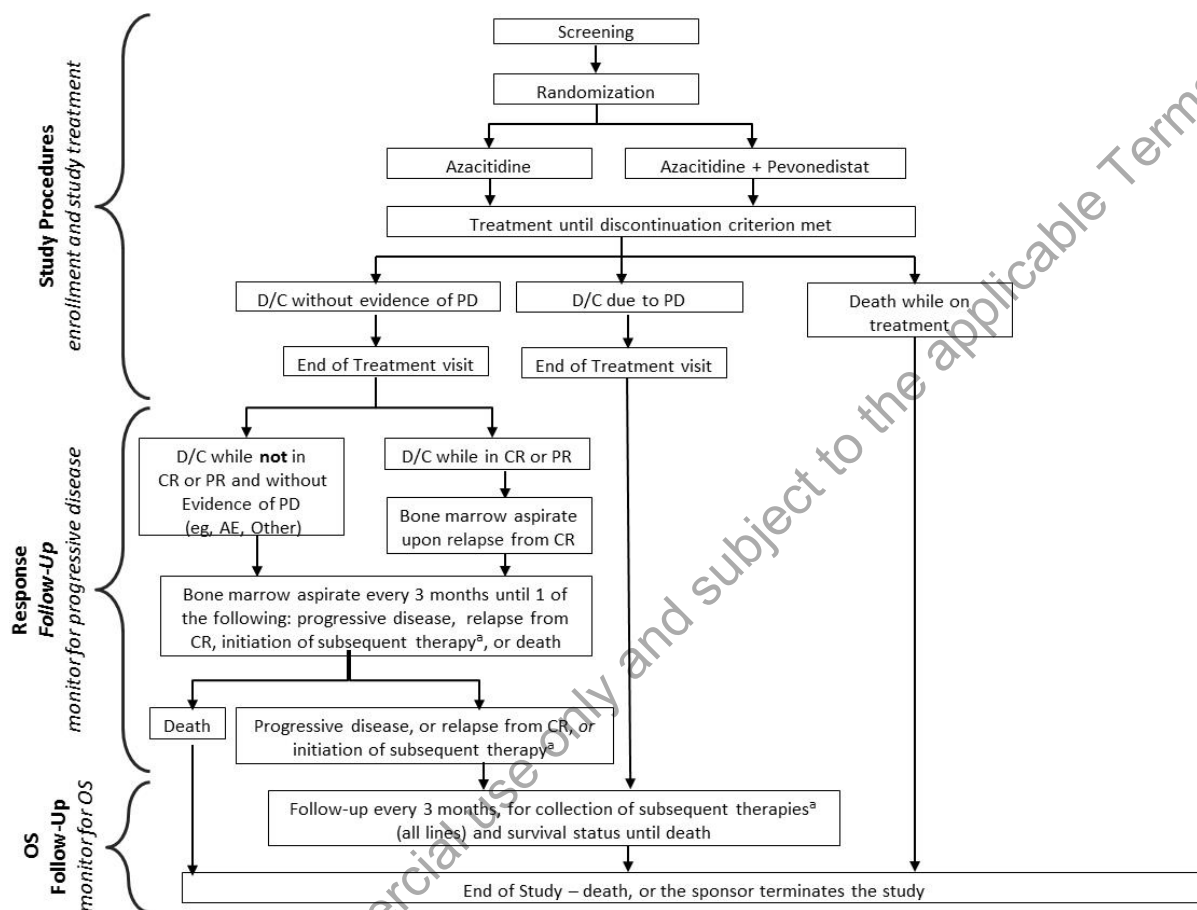 Screening
Randomization
Azacitidine
Azacitidine + Pevonedistat
Treatment until discontinuation criterion met
D/C without evidence of PD
D/C due to PD
Death while on
treatment
End of Treatment visit
End of Treatment visit
Study Procedures
enrollment and study treatment
D/C while not in
CR or PR and without
Evidence of PD
(eg, AE, Other)
D/C while in CR or PR
Bone marrow aspirate
upon relapse from CR
Bone marrow aspirate every 3 months until 1 of
the following: progressive disease, relapse from
CR, initiation of subsequent therapyᵃ, or death
Death
Progressive disease, or relapse from CR, or
initiation of subsequent therapyᵃ
Response
Follow-Up
monitor for progressive disease
Follow-up every 3 months, for collection of subsequent therapiesᵃ
(all lines) and survival status until death
OS
Follow-Up
monitor for OS
End of Study – death, or the sponsor terminates the study
use only and subject to the applicable